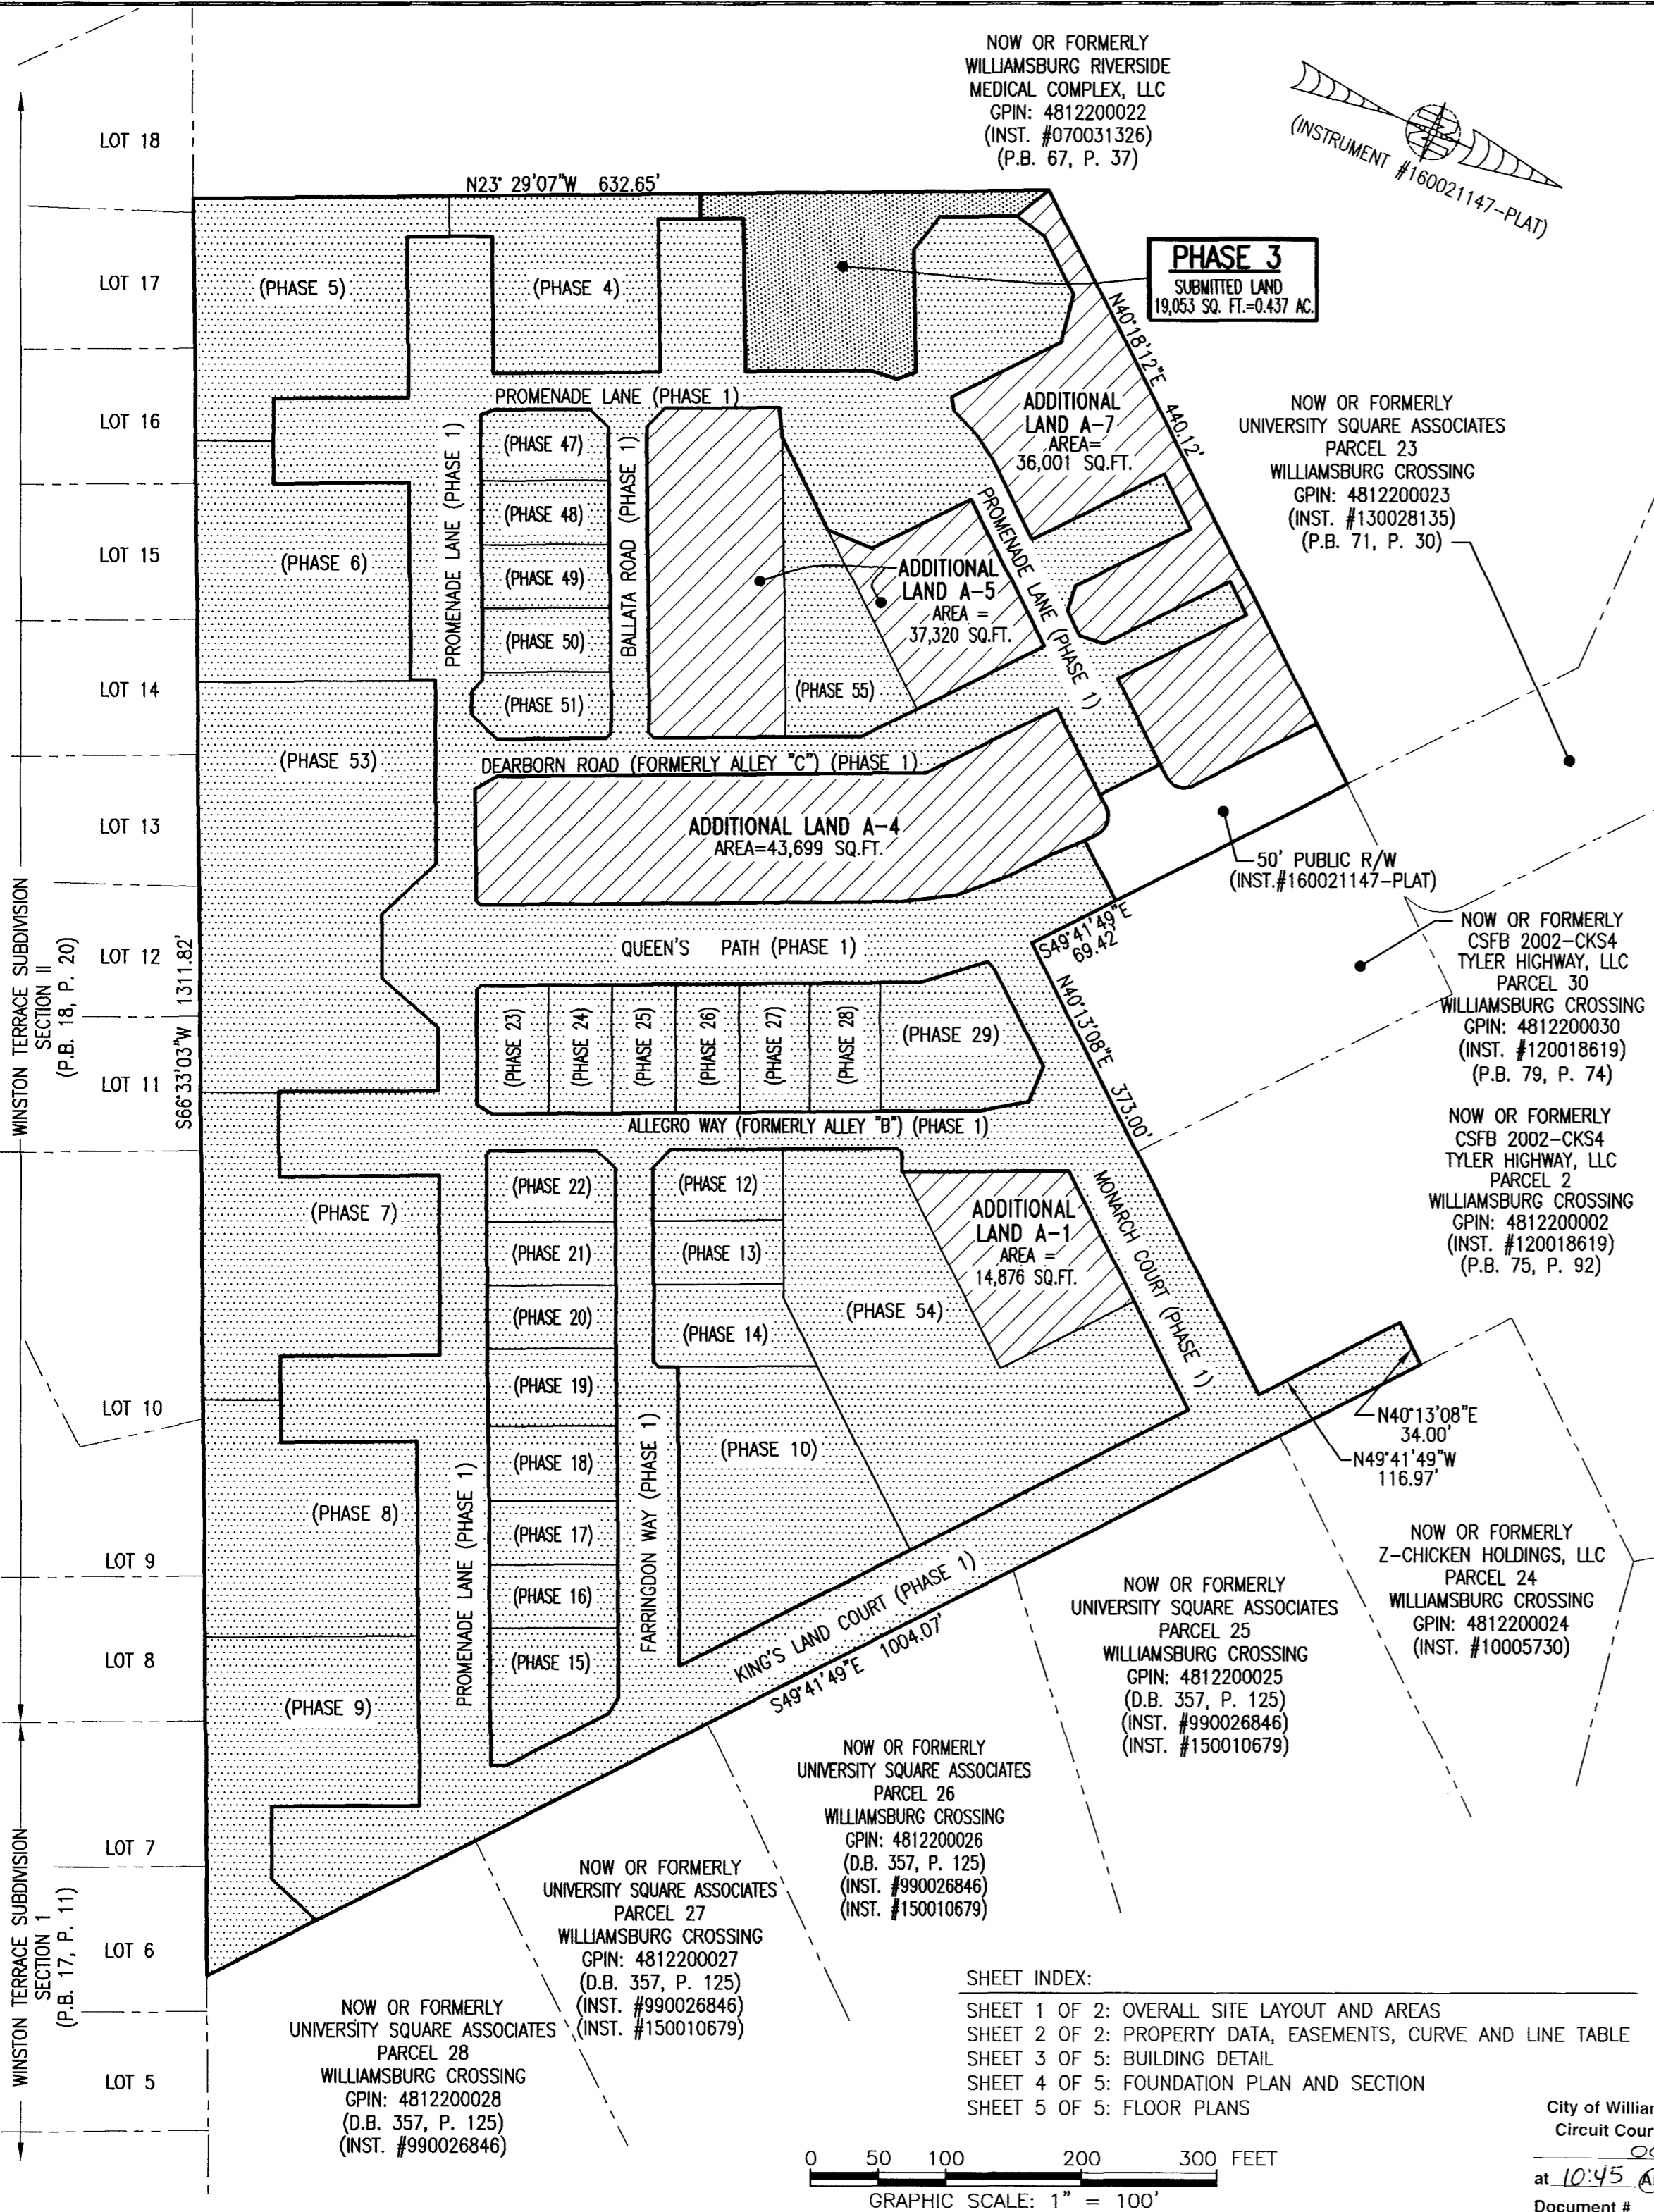 NOW OR FORMERLY
WILLIAMSBURG RIVERSIDE
MEDICAL COMPLEX, LLC
GPIN: 4812200022
(INST. #070031326)
(P.B. 67, P. 37)
(INSTRUMENT #160021147-PLAT)
LOT 18
LOT 17
LOT 16
LOT 15
LOT 14
LOT 13
LOT 12
LOT 11
LOT 10
LOT 9
LOT 8
LOT 7
LOT 6
LOT 5
WINSTON TERRACE SUBDIVISION
SECTION II
(P.B. 18, P. 20)
WINSTON TERRACE SUBDIVISION
SECTION 1
(P.B. 17, P. 11)
S66°33'03"W 1311.82'
N23° 29'07"W 632.65'
(PHASE 5)
(PHASE 4)
PHASE 3
SUBMITTED LAND
19,053 SQ. FT.=0.437 AC.
N40°18'12"E 440.12'
PROMENADE LANE (PHASE 1)
PROMENADE LANE (PHASE 1)
(PHASE 47)
(PHASE 48)
(PHASE 49)
(PHASE 50)
(PHASE 51)
BALLATA ROAD (PHASE 1)
ADDITIONAL
LAND A-7
AREA=
36,001 SQ.FT.
ADDITIONAL
LAND A-5
AREA =
37,320 SQ.FT.
PROMENADE LANE (PHASE 1)
(PHASE 55)
(PHASE 6)
(PHASE 53)
NOW OR FORMERLY
UNIVERSITY SQUARE ASSOCIATES
PARCEL 23
WILLIAMSBURG CROSSING
GPIN: 4812200023
(INST. #130028135)
(P.B. 71, P. 30)
DEARBORN ROAD (FORMERLY ALLEY "C") (PHASE 1)
ADDITIONAL LAND A-4
AREA=43,699 SQ.FT.
50' PUBLIC R/W
(INST.#160021147-PLAT)
QUEEN'S PATH (PHASE 1)
S49°41'49"E
69.42'
N40°13'08"E 373.00'
NOW OR FORMERLY
CSFB 2002-CKS4
TYLER HIGHWAY, LLC
PARCEL 30
WILLIAMSBURG CROSSING
GPIN: 4812200030
(INST. #120018619)
(P.B. 79, P. 74)
(PHASE 23)
(PHASE 24)
(PHASE 25)
(PHASE 26)
(PHASE 27)
(PHASE 28)
(PHASE 29)
ALLEGRO WAY (FORMERLY ALLEY "B") (PHASE 1)
NOW OR FORMERLY
CSFB 2002-CKS4
TYLER HIGHWAY, LLC
PARCEL 2
WILLIAMSBURG CROSSING
GPIN: 4812200002
(INST. #120018619)
(P.B. 75, P. 92)
(PHASE 7)
(PHASE 22)
(PHASE 21)
(PHASE 20)
(PHASE 19)
(PHASE 18)
(PHASE 17)
(PHASE 16)
(PHASE 15)
(PHASE 12)
(PHASE 13)
(PHASE 14)
(PHASE 54)
(PHASE 10)
ADDITIONAL
LAND A-1
AREA =
14,876 SQ.FT.
MONARCH COURT (PHASE 1)
N40°13'08"E
34.00'
N49°41'49"W
116.97'
(PHASE 8)
(PHASE 9)
PROMENADE LANE (PHASE 1)
FARRINGDON WAY (PHASE 1)
KING'S LAND COURT (PHASE 1)
S49°41'49"E 1004.07'
NOW OR FORMERLY
Z-CHICKEN HOLDINGS, LLC
PARCEL 24
WILLIAMSBURG CROSSING
GPIN: 4812200024
(INST. #10005730)
NOW OR FORMERLY
UNIVERSITY SQUARE ASSOCIATES
PARCEL 25
WILLIAMSBURG CROSSING
GPIN: 4812200025
(D.B. 357, P. 125)
(INST. #990026846)
(INST. #150010679)
NOW OR FORMERLY
UNIVERSITY SQUARE ASSOCIATES
PARCEL 26
WILLIAMSBURG CROSSING
GPIN: 4812200026
(D.B. 357, P. 125)
(INST. #990026846)
(INST. #150010679)
NOW OR FORMERLY
UNIVERSITY SQUARE ASSOCIATES
PARCEL 27
WILLIAMSBURG CROSSING
GPIN: 4812200027
(D.B. 357, P. 125)
(INST. #990026846)
(INST. #150010679)
NOW OR FORMERLY
UNIVERSITY SQUARE ASSOCIATES
PARCEL 28
WILLIAMSBURG CROSSING
GPIN: 4812200028
(D.B. 357, P. 125)
(INST. #990026846)
SHEET INDEX:
SHEET 1 OF 2: OVERALL SITE LAYOUT AND AREAS
SHEET 2 OF 2: PROPERTY DATA, EASEMENTS, CURVE AND LINE TABLE
SHEET 3 OF 5: BUILDING DETAIL
SHEET 4 OF 5: FOUNDATION PLAN AND SECTION
SHEET 5 OF 5: FLOOR PLANS
0 50 100 200 300 FEET
GRAPHIC SCALE: 1" = 100'
City of Williar
Circuit Cour
at 10:45
Document #